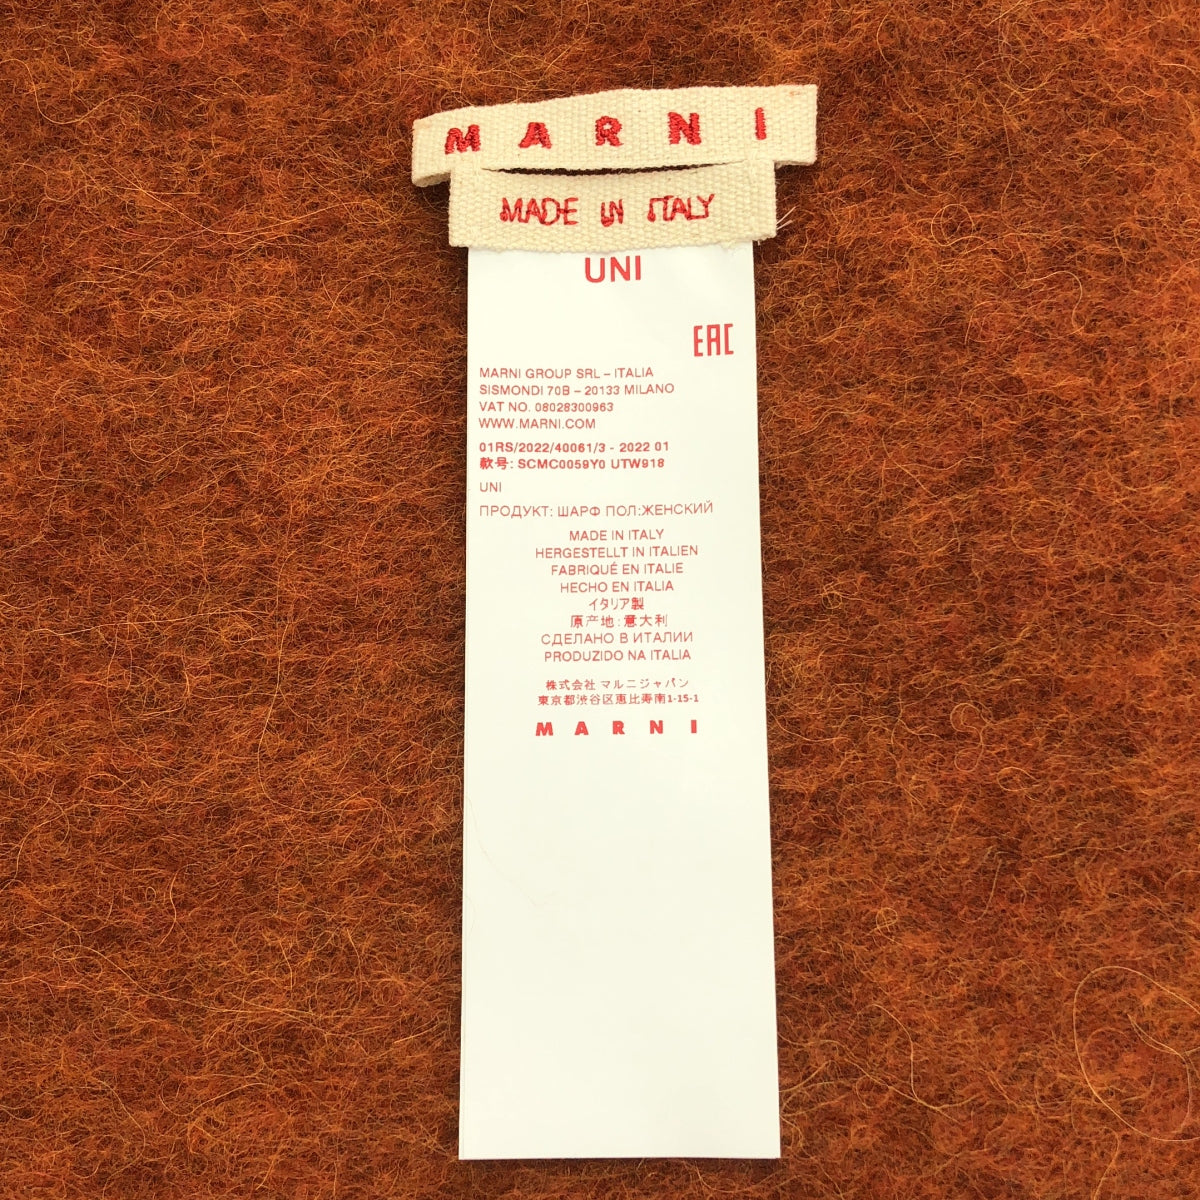 MARNI
MADE IN ITALY
UNI
EAC
MARNI GROUP SRL – ITALIA
SISMONDI 70B – 20133 MILANO
VAT NO. 08028300963
WWW.MARNI.COM
01RS/2022/40061/3 - 2022 01
款号: SCMC0059Y0 UTW918
UNI
ПРОДУКТ: ШАРФ ПОЛ:ЖЕНСКИЙ
MADE IN ITALY
HERGESTELLT IN ITALIEN
FABRIQUÉ EN ITALIE
HECHO EN ITALIA
イタリア製
原产地:意大利
СДЕЛАНО В ИТАЛИИ
PRODUZIDO NA ITALIA
株式会社 マルニジャパン
東京都渋谷区恵比寿南1-15-1
MARNI